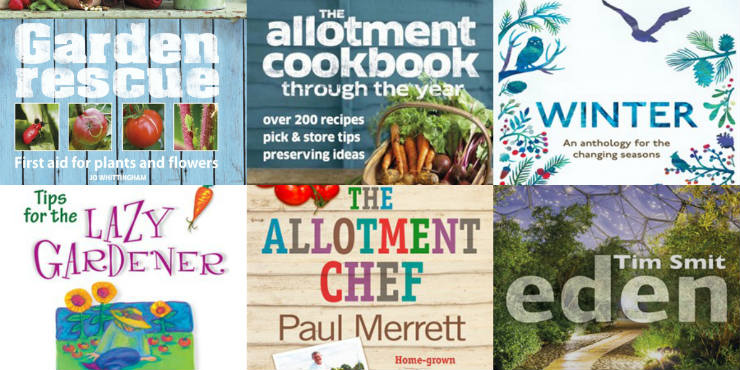 Garden
rescue
First aid for plants and flowers
JO WHITTINGHAM
THE
allotment
cookbook
through the year
over 200 recipes
pick & store tips
preserving ideas
WINTER
An anthology for the
changing seasons
Tips
for the LAZY
GARDENER
THE
ALLOTMENT
CHEF
Paul Merrett
Home-grown
Tim Smit
eden